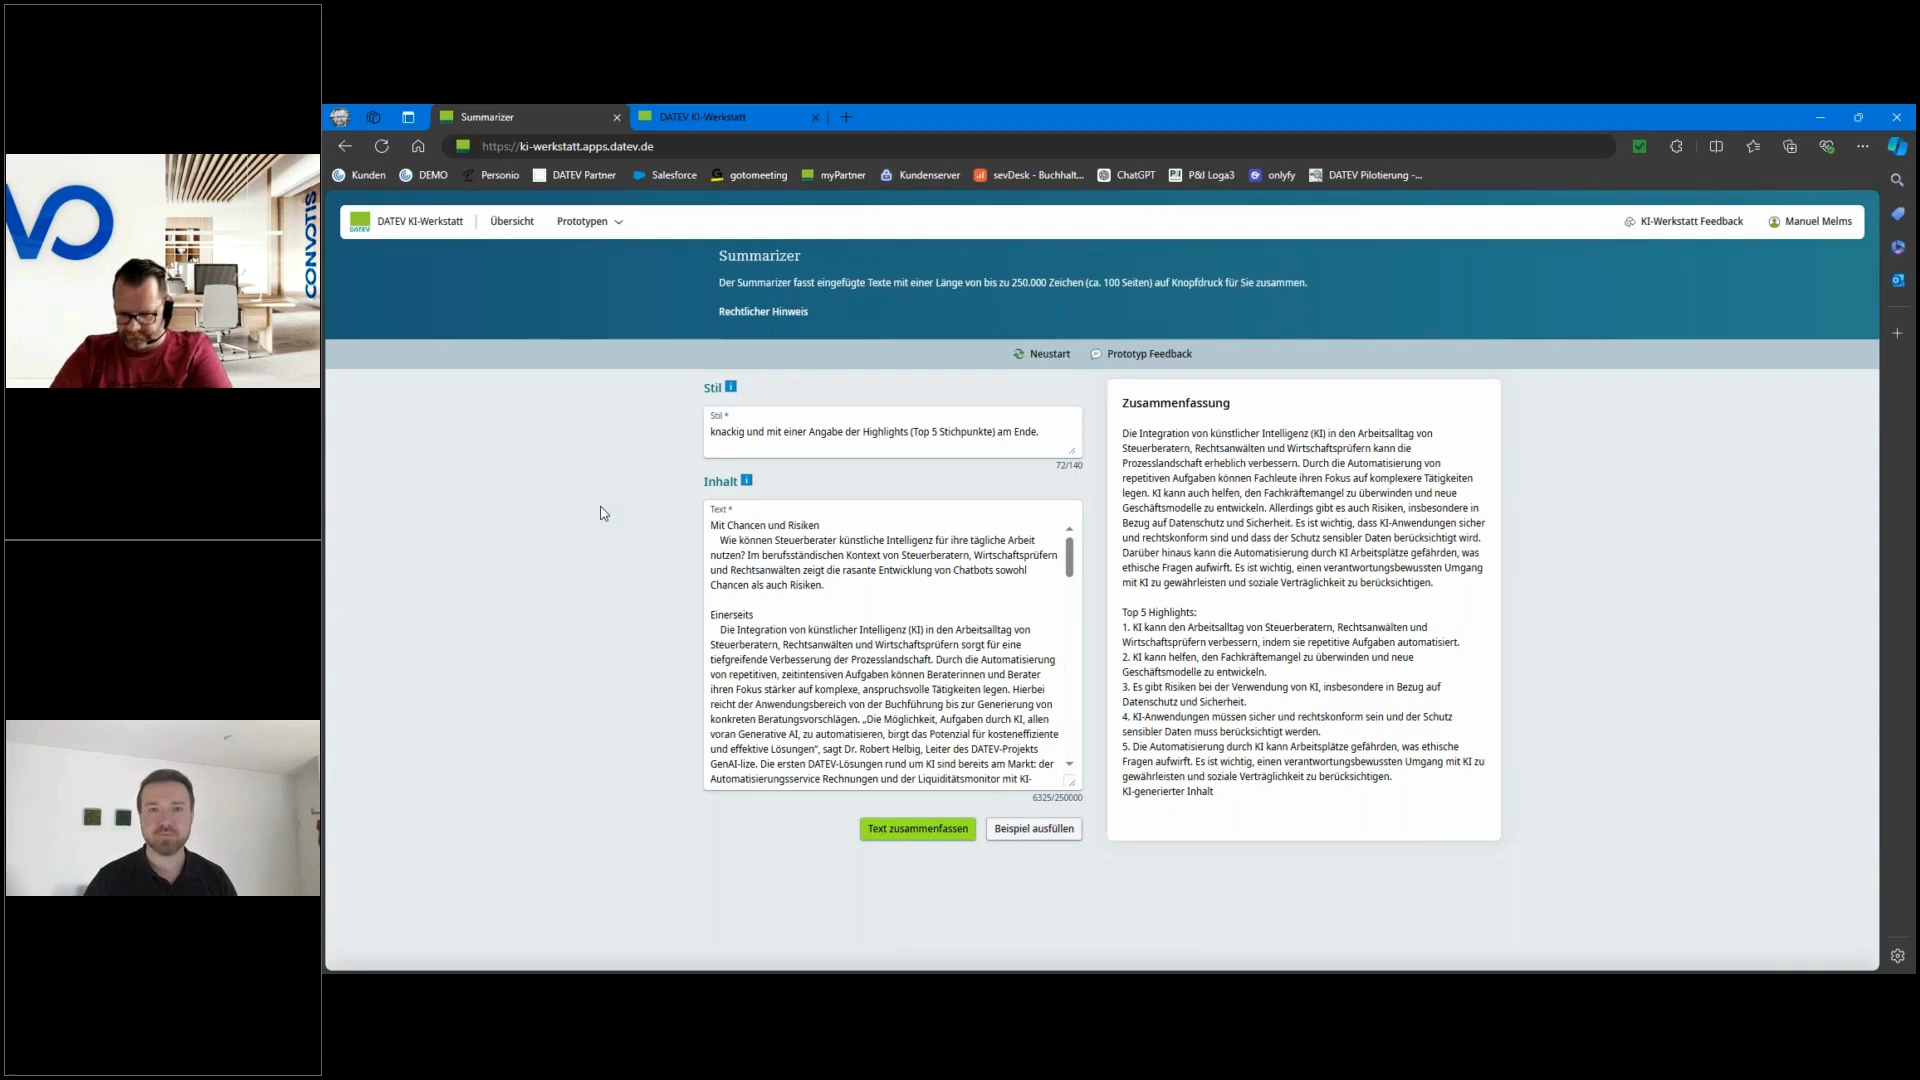 VO
CONVOTIS
Summarizer
DATEV KI-Werkstatt
https://ki-werkstatt.apps.datev.de
Kunden
DEMO
Personio
DATEV Partner
Salesforce
gotomeeting
myPartner
Kundenserver
sevDesk - Buchhalt...
ChatGPT
P&I Loga3
onlyfy
DATEV Pilotierung -...
DATEV
DATEV KI-Werkstatt
Übersicht
Prototypen
KI-Werkstatt Feedback
Manuel Melms
Summarizer
Der Summarizer fasst eingefügte Texte mit einer Länge von bis zu 250.000 Zeichen (ca. 100 Seiten) auf Knopfdruck für Sie zusammen.
Rechtlicher Hinweis
Neustart
Prototyp Feedback
Stil i
Stil *
knackig und mit einer Angabe der Highlights (Top 5 Stichpunkte) am Ende.
72/140
Inhalt i
Text *
Mit Chancen und Risiken
Wie können Steuerberater künstliche Intelligenz für ihre tägliche Arbeit
nutzen? Im berufsständischen Kontext von Steuerberatern, Wirtschaftsprüfern
und Rechtsanwälten zeigt die rasante Entwicklung von Chatbots sowohl
Chancen als auch Risiken.
Einerseits
Die Integration von künstlicher Intelligenz (KI) in den Arbeitsalltag von
Steuerberatern, Rechtsanwälten und Wirtschaftsprüfern sorgt für eine
tiefgreifende Verbesserung der Prozesslandschaft. Durch die Automatisierung
von repetitiven, zeitintensiven Aufgaben können Beraterinnen und Berater
ihren Fokus stärker auf komplexe, anspruchsvolle Tätigkeiten legen. Hierbei
reicht der Anwendungsbereich von der Buchführung bis zur Generierung von
konkreten Beratungsvorschlägen. „Die Möglichkeit, Aufgaben durch KI, allen
voran Generative AI, zu automatisieren, birgt das Potenzial für kosteneffiziente
und effektive Lösungen“, sagt Dr. Robert Helbig, Leiter des DATEV-Projekts
GenAI-lize. Die ersten DATEV-Lösungen rund um KI sind bereits am Markt: der
Automatisierungsservice Rechnungen und der Liquiditätsmonitor mit KI-
6325/250000
Text zusammenfassen
Beispiel ausfüllen
Zusammenfassung
Die Integration von künstlicher Intelligenz (KI) in den Arbeitsalltag von
Steuerberatern, Rechtsanwälten und Wirtschaftsprüfern kann die
Prozesslandschaft erheblich verbessern. Durch die Automatisierung von
repetitiven Aufgaben können Fachleute ihren Fokus auf komplexere Tätigkeiten
legen. KI kann auch helfen, den Fachkräftemangel zu überwinden und neue
Geschäftsmodelle zu entwickeln. Allerdings gibt es auch Risiken, insbesondere in
Bezug auf Datenschutz und Sicherheit. Es ist wichtig, dass KI-Anwendungen sicher
und rechtskonform sind und dass der Schutz sensibler Daten berücksichtigt wird.
Darüber hinaus kann die Automatisierung durch KI Arbeitsplätze gefährden, was
ethische Fragen aufwirft. Es ist wichtig, einen verantwortungsbewussten Umgang
mit KI zu gewährleisten und soziale Verträglichkeit zu berücksichtigen.
Top 5 Highlights:
1. KI kann den Arbeitsalltag von Steuerberatern, Rechtsanwälten und
Wirtschaftsprüfern verbessern, indem sie repetitive Aufgaben automatisiert.
2. KI kann helfen, den Fachkräftemangel zu überwinden und neue
Geschäftsmodelle zu entwickeln.
3. Es gibt Risiken bei der Verwendung von KI, insbesondere in Bezug auf
Datenschutz und Sicherheit.
4. KI-Anwendungen müssen sicher und rechtskonform sein und der Schutz
sensibler Daten muss berücksichtigt werden.
5. Die Automatisierung durch KI kann Arbeitsplätze gefährden, was ethische
Fragen aufwirft. Es ist wichtig, einen verantwortungsbewussten Umgang mit KI zu
gewährleisten und soziale Verträglichkeit zu berücksichtigen.
KI-generierter Inhalt